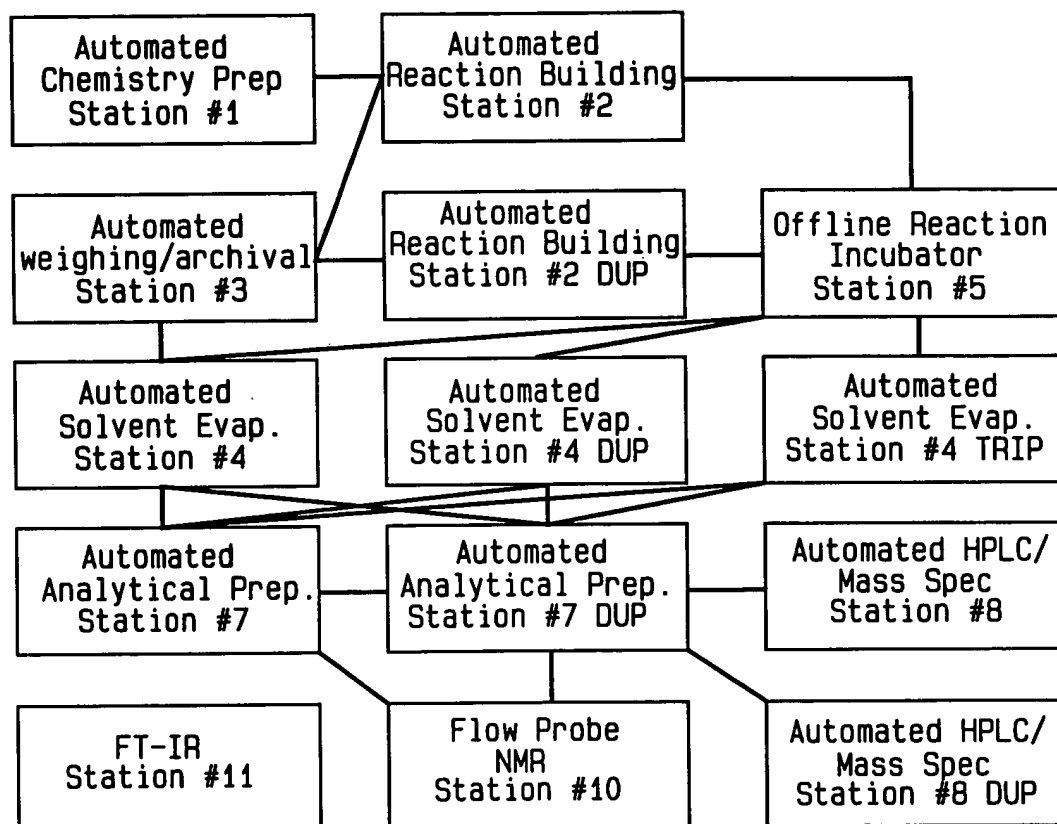 Automated
Chemistry Prep
Station #1
Automated
Reaction Building
Station #2
Automated
weighing/archival
Station #3
Automated
Reaction Building
Station #2 DUP
Offline Reaction
Incubator
Station #5
Automated
Solvent Evap.
Station #4
Automated
Solvent Evap.
Station #4 DUP
Automated
Solvent Evap.
Station #4 TRIP
Automated
Analytical Prep.
Station #7
Automated
Analytical Prep.
Station #7 DUP
Automated HPLC/
Mass Spec
Station #8
FT-IR
Station #11
Flow Probe
NMR
Station #10
Automated HPLC/
Mass Spec
Station #8 DUP